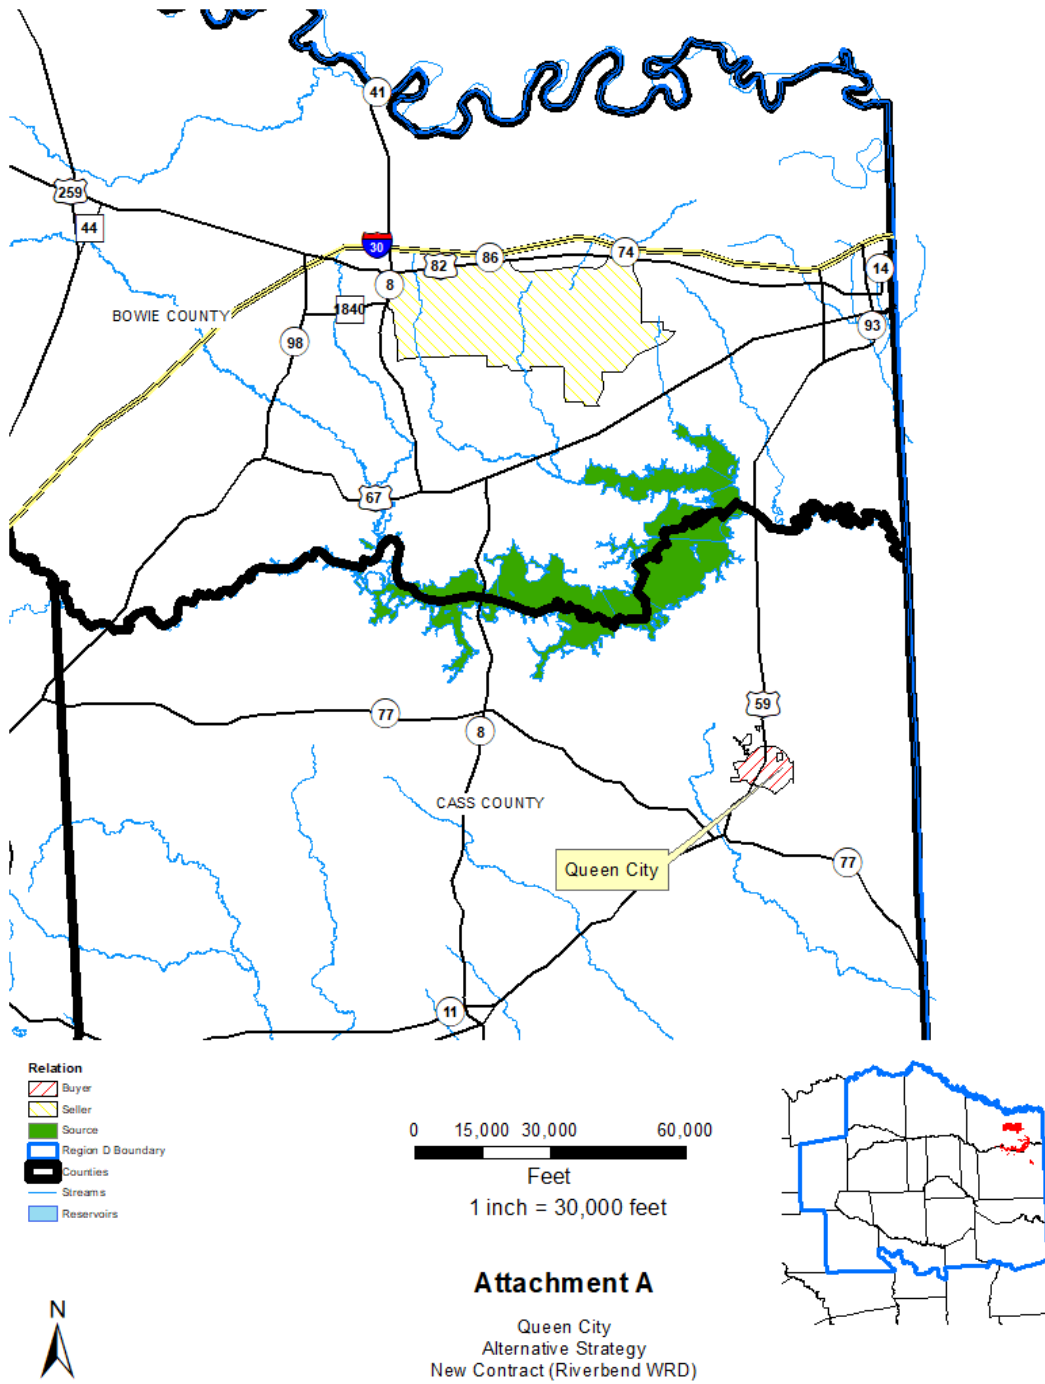 41
259
44
30
82
86
74
14
8
1840
BOWIE COUNTY
93
98
67
59
77
8
CASS COUNTY
Queen City
77
11
Relation
Buyer
Seller
Source
Region D Boundary
Counties
Streams
Reservoirs
0 15,000 30,000 60,000
Feet
1 inch = 30,000 feet
Attachment A
N
Queen City
Alternative Strategy
New Contract (Riverbend WRD)